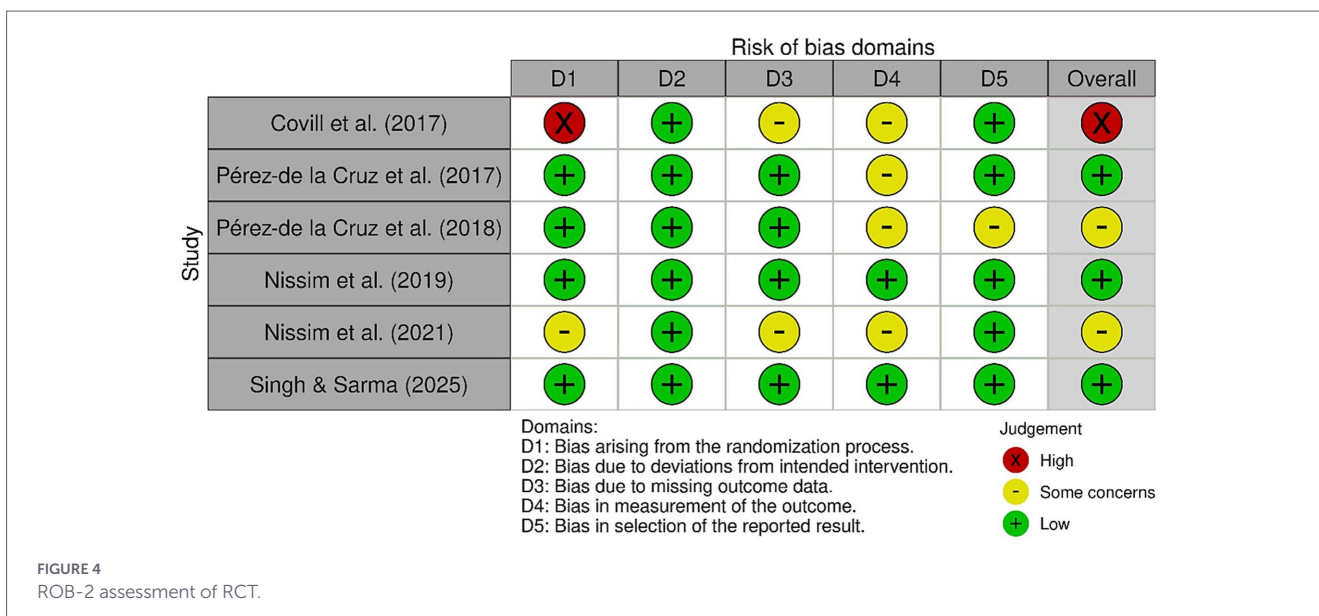 Risk of bias domains
D1 D2 D3 D4 D5 Overall
Study
Covill et al. (2017) X + - - + X
Pérez-de la Cruz et al. (2017) + + + - + +
Pérez-de la Cruz et al. (2018) + + + - - -
Nissim et al. (2019) + + + + + +
Nissim et al. (2021) - + - - + -
Singh & Sarma (2025) + + + + + +
Domains:
D1: Bias arising from the randomization process.
D2: Bias due to deviations from intended intervention.
D3: Bias due to missing outcome data.
D4: Bias in measurement of the outcome.
D5: Bias in selection of the reported result.
Judgement
X High
- Some concerns
+ Low
FIGURE 4
ROB-2 assessment of RCT.